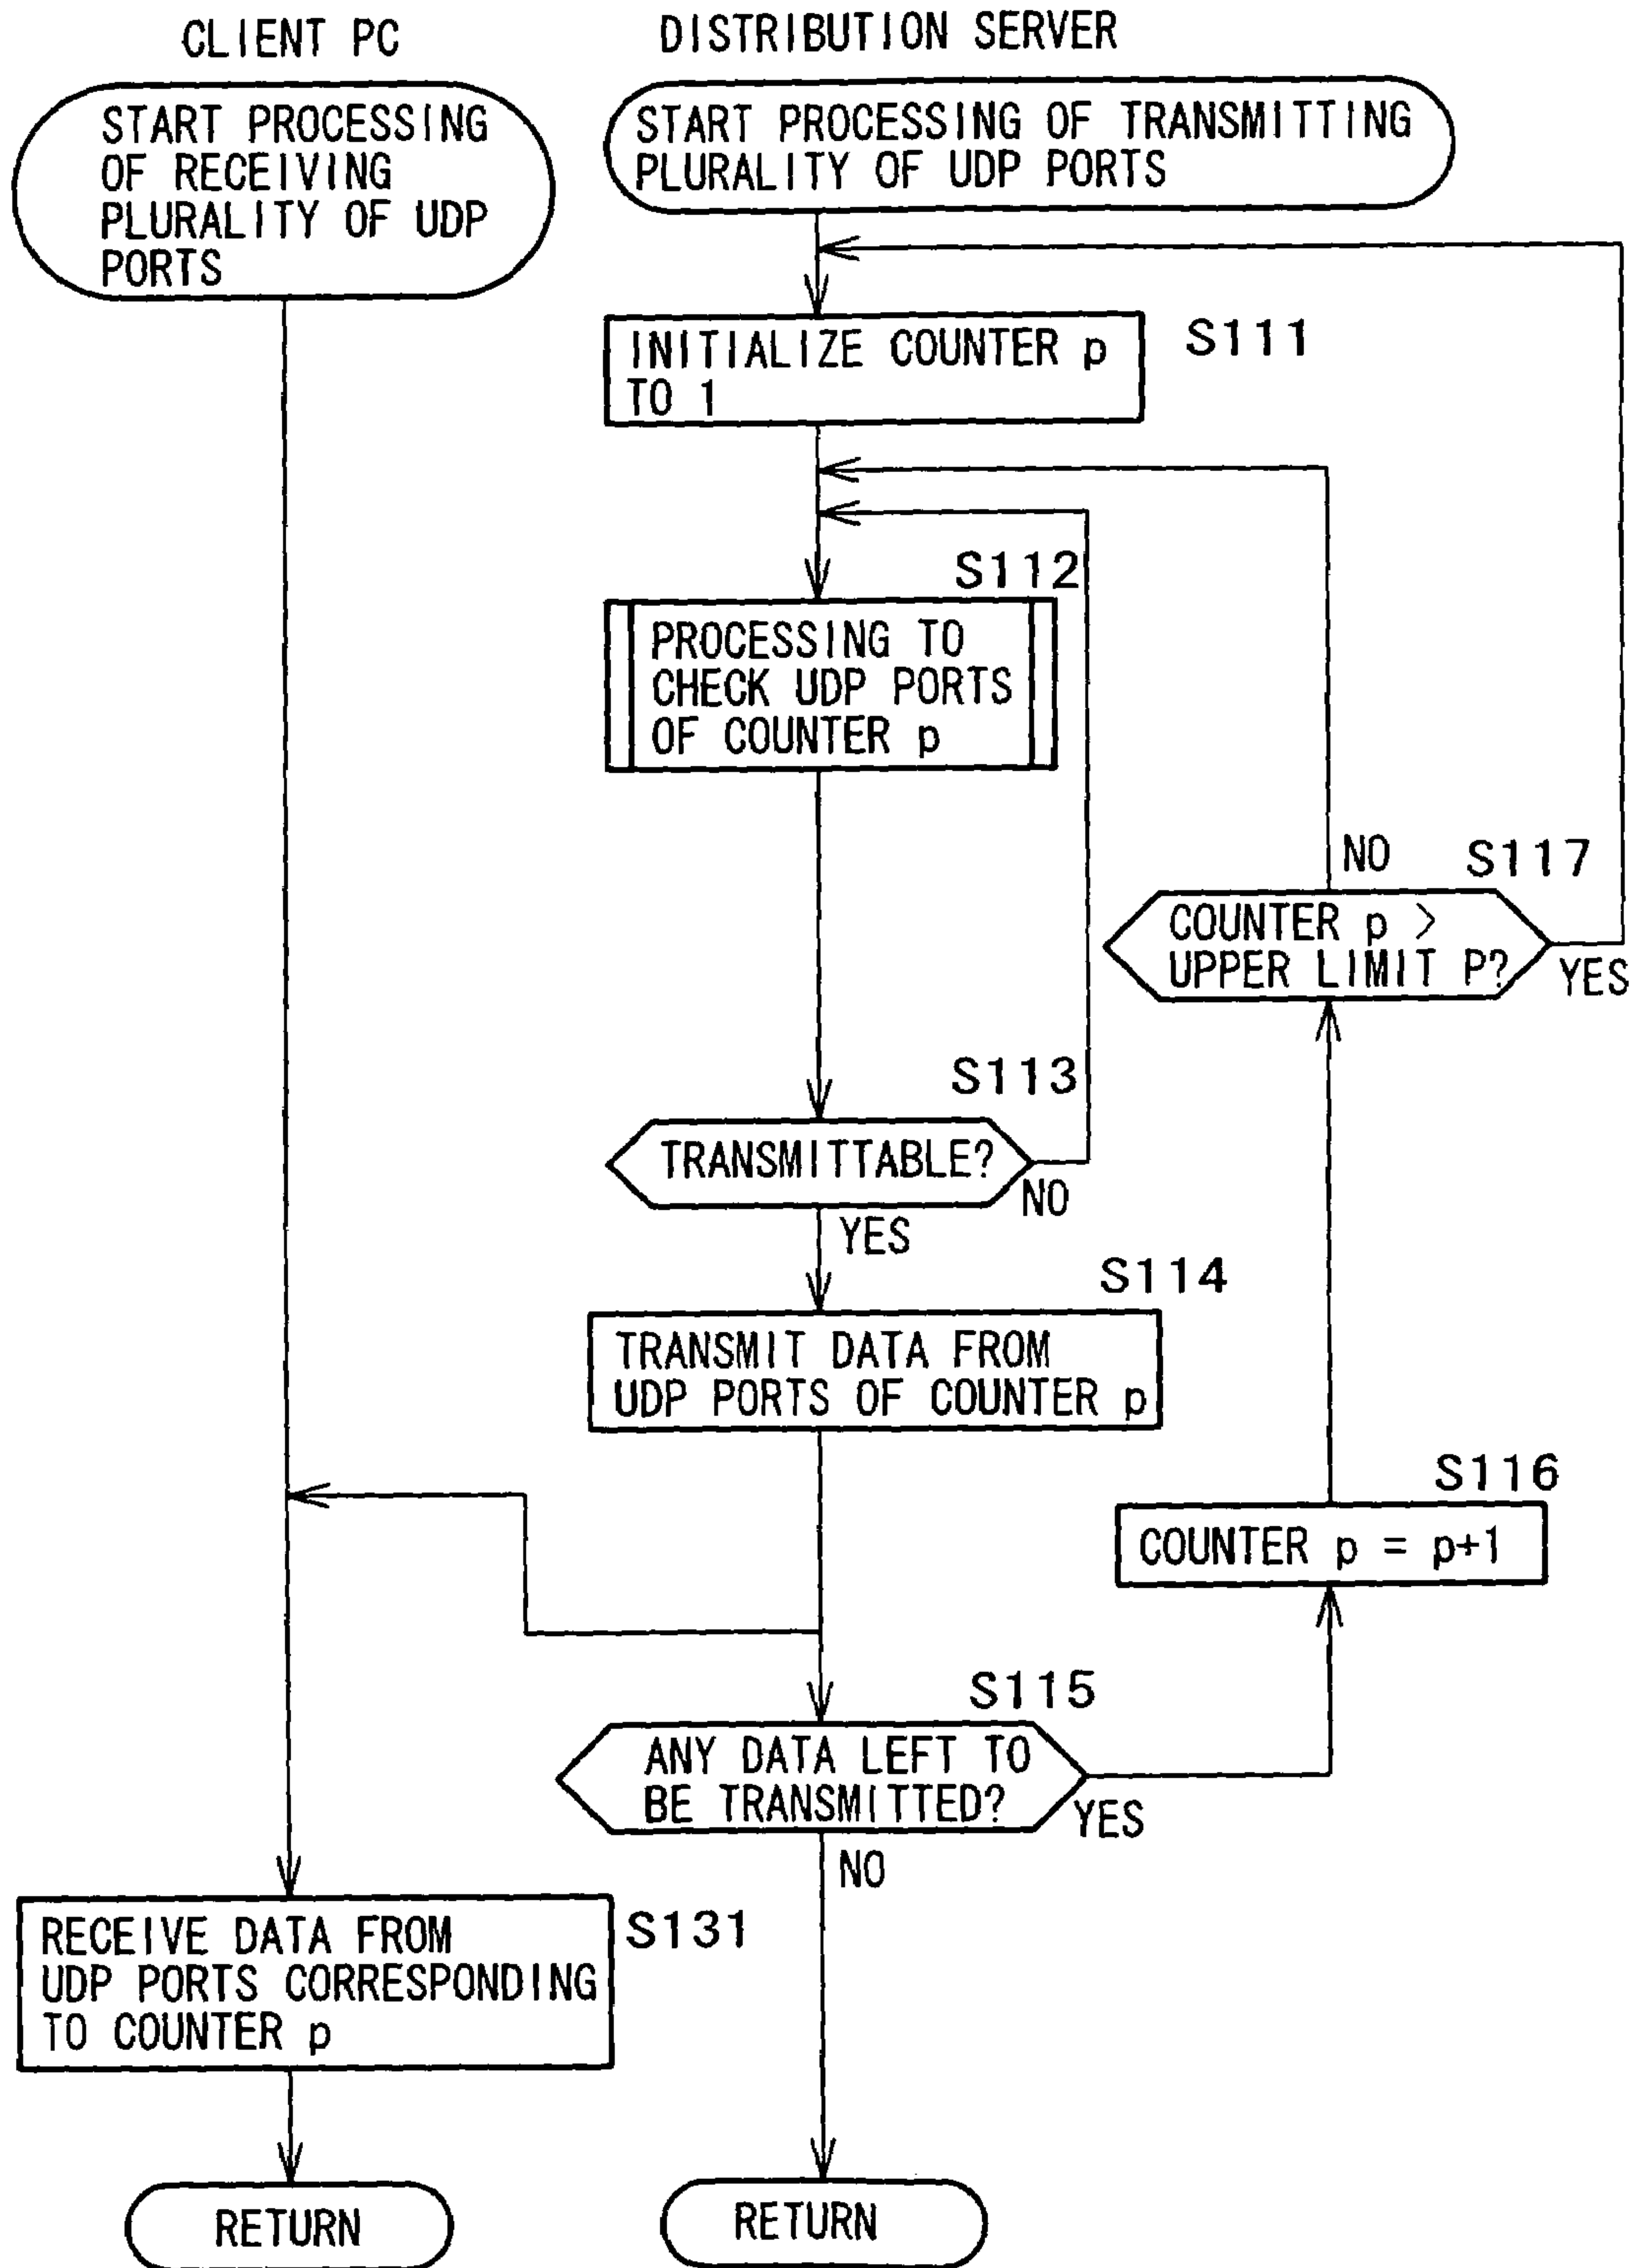 CLIENT PC
DISTRIBUTION SERVER
START PROCESSING
OF RECEIVING
PLURALITY OF UDP
PORTS
START PROCESSING OF TRANSMITTING
PLURALITY OF UDP PORTS
INITIALIZE COUNTER p
TO 1
S111
S112
PROCESSING TO
CHECK UDP PORTS
OF COUNTER p
NO
S117
COUNTER p >
UPPER LIMIT P?
YES
S113
TRANSMITTABLE?
NO
YES
S114
TRANSMIT DATA FROM
UDP PORTS OF COUNTER p
S116
COUNTER p = p+1
S115
ANY DATA LEFT TO
BE TRANSMITTED?
YES
NO
RECEIVE DATA FROM
UDP PORTS CORRESPONDING
TO COUNTER p
S131
RETURN
RETURN